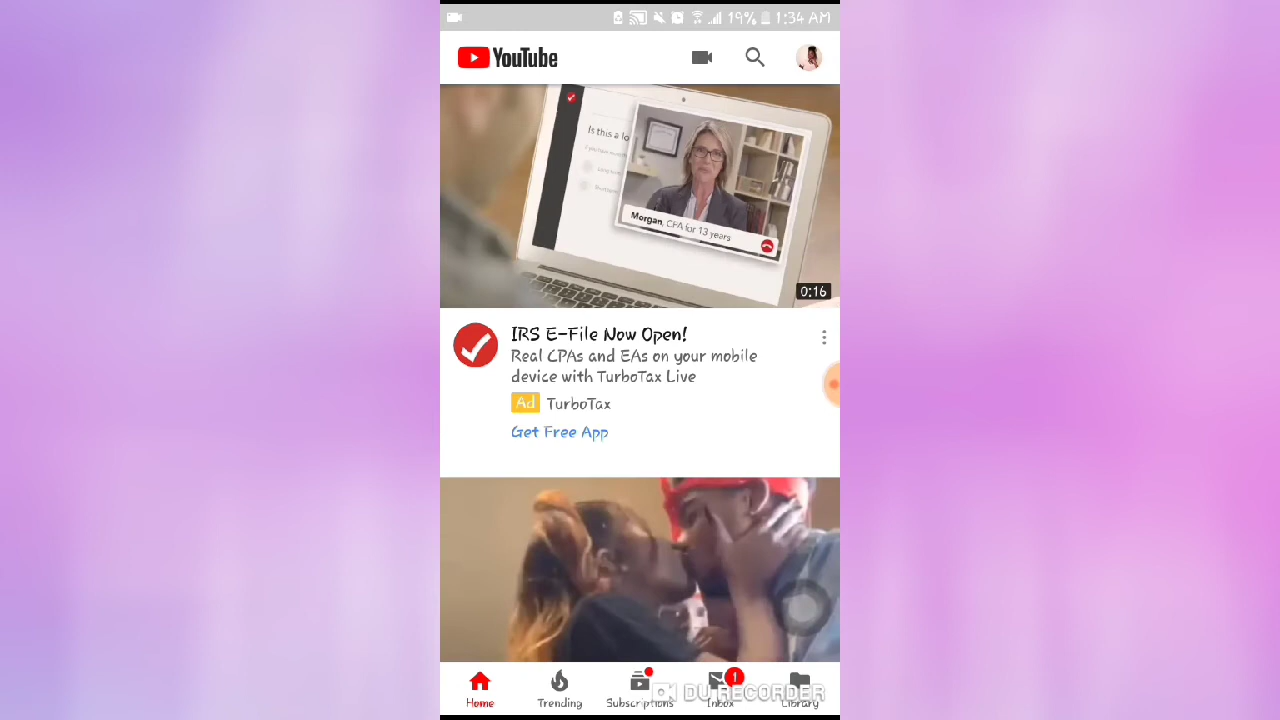 19% 1:34 AM
YouTube
Is this a lo
Morgan, CPA for 13 years
0:16
IRS E-File Now Open!
Real CPAs and EAs on your mobile
device with TurboTax Live
Ad TurboTax
Get Free App
1
Home Trending Subscriptions Inbox Library
DU RECORDER